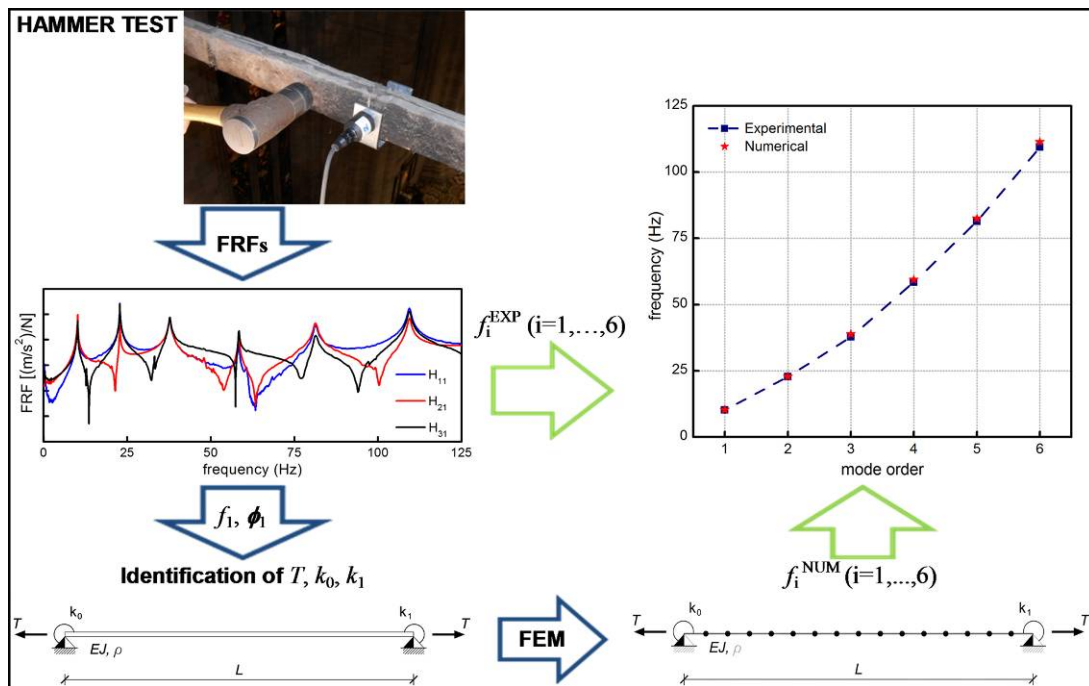 HAMMER TEST
FRFs
FRF [(m/s²)/N]
H₁₁
H₂₁
H₃₁
0 25 50 75 100 125
frequency (Hz)
fᵢᴱˣᴾ (i=1,...,6)
125
100
75
50
25
0
frequency (Hz)
Experimental
Numerical
1 2 3 4 5 6
mode order
f₁, ϕ₁
Identification of T, k₀, k₁
fᵢᴺᵁᴹ (i=1,...,6)
T k₀ k₁ T
EJ, ρ
L
FEM
T k₀ k₁ T
EJ, ρ
L